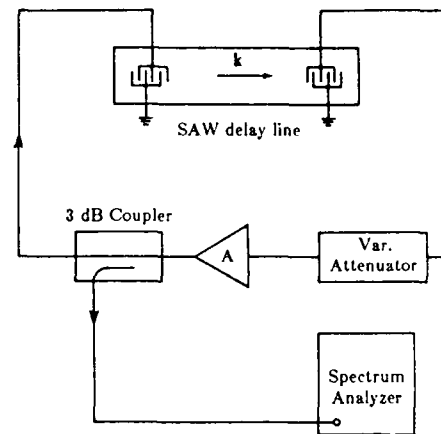 k
SAW delay line
3 dB Coupler
A
Var.
Attenuator
Spectrum
Analyzer